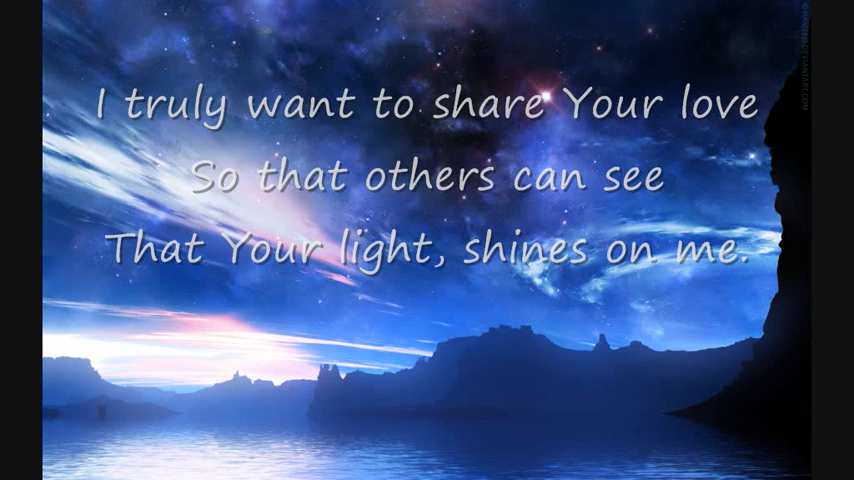 I truly want to share Your love
So that others can see
That Your light, shines on me.